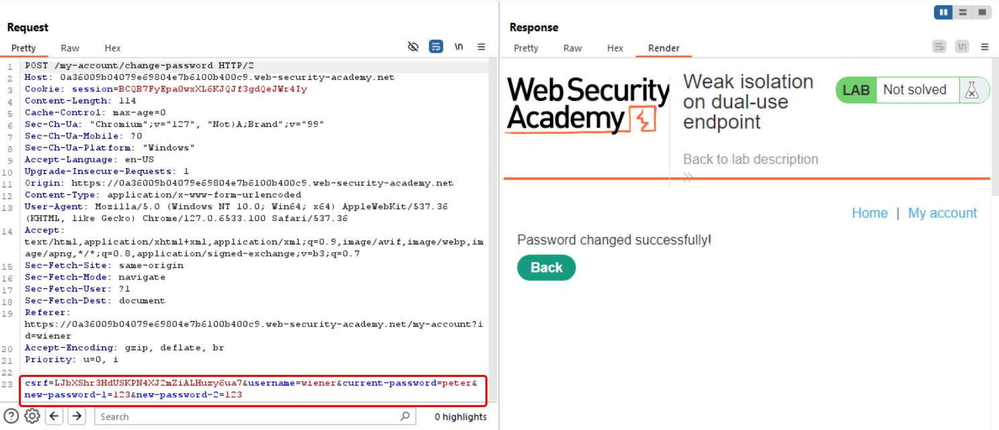 Request
Pretty Raw Hex
\n
1 POST /my-account/change-password HTTP/2
2 Host: 0a36009b04079e69804e7b6100b400c9.web-security-academy.net
3 Cookie: session=BCQB7FyEpaOwxXL6KJQJf3gdQeJWr4Iy
4 Content-Length: 114
5 Cache-Control: max-age=0
6 Sec-Ch-Ua: "Chromium";v="127", "Not)A;Brand";v="99"
7 Sec-Ch-Ua-Mobile: ?0
8 Sec-Ch-Ua-Platform: "Windows"
9 Accept-Language: en-US
10 Upgrade-Insecure-Requests: 1
11 Origin: https://0a36009b04079e69804e7b6100b400c9.web-security-academy.net
12 Content-Type: application/x-www-form-urlencoded
13 User-Agent: Mozilla/5.0 (Windows NT 10.0; Win64; x64) AppleWebKit/537.36
(KHTML, like Gecko) Chrome/127.0.6533.100 Safari/537.36
14 Accept:
text/html,application/xhtml+xml,application/xml;q=0.9,image/avif,image/webp,im
age/apng,*/*;q=0.8,application/signed-exchange;v=b3;q=0.7
15 Sec-Fetch-Site: same-origin
16 Sec-Fetch-Mode: navigate
17 Sec-Fetch-User: ?1
18 Sec-Fetch-Dest: document
19 Referer:
https://0a36009b04079e69804e7b6100b400c9.web-security-academy.net/my-account?i
d=wiener
20 Accept-Encoding: gzip, deflate, br
21 Priority: u=0, i
22
23 csrf=LJbXShr3HdUSKPN4XJ2mZiALHuzy6ua7&username=wiener&current-password=peter&
new-password-1=123&new-password-2=123
Search
0 highlights
Response
Pretty Raw Hex Render
\n
Web Security
Academy
Weak isolation
on dual-use
endpoint
LAB Not solved
Back to lab description
Home | My account
Password changed successfully!
Back